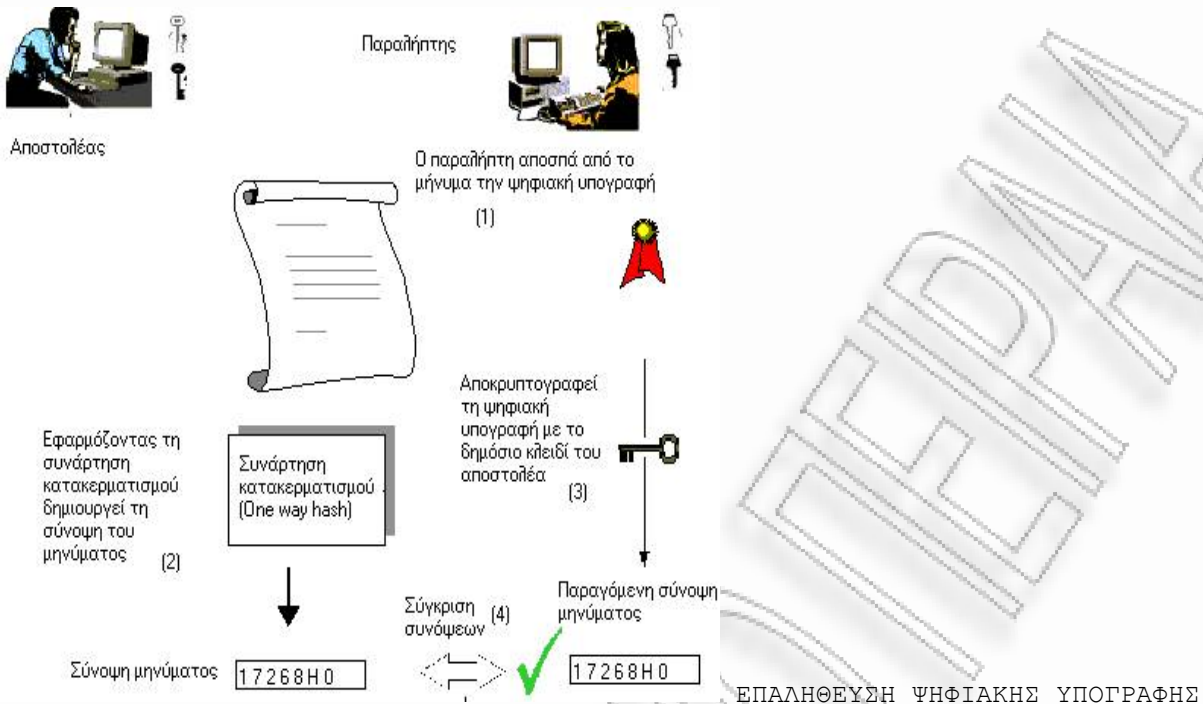 Παραλήπτης
Αποστολέας
Ο παραλήπτη αποσπά από το
μήνυμα την ψηφιακή υπογραφή
(1)
Αποκρυπτογραφεί
τη ψηφιακή
υπογραφή με το
δημόσιο κλειδί του
αποστολέα
(3)
Εφαρμόζοντας τη
συνάρτηση
κατακερματισμού
δημιουργεί τη
σύνοψη του
μηνύματος (2)
Συνάρτηση
κατακερματισμού
(One way hash)
Παραγόμενη σύνοψη
μηνύματος
Σύγκριση (4)
συνόψεων
Σύνοψη μηνύματος
17268H0
17268H0
ΕΠΑΛΗΘΕΥΣΗ ΨΗΦΙΑΚΗΣ ΥΠΟΓΡΑΦΗΣ